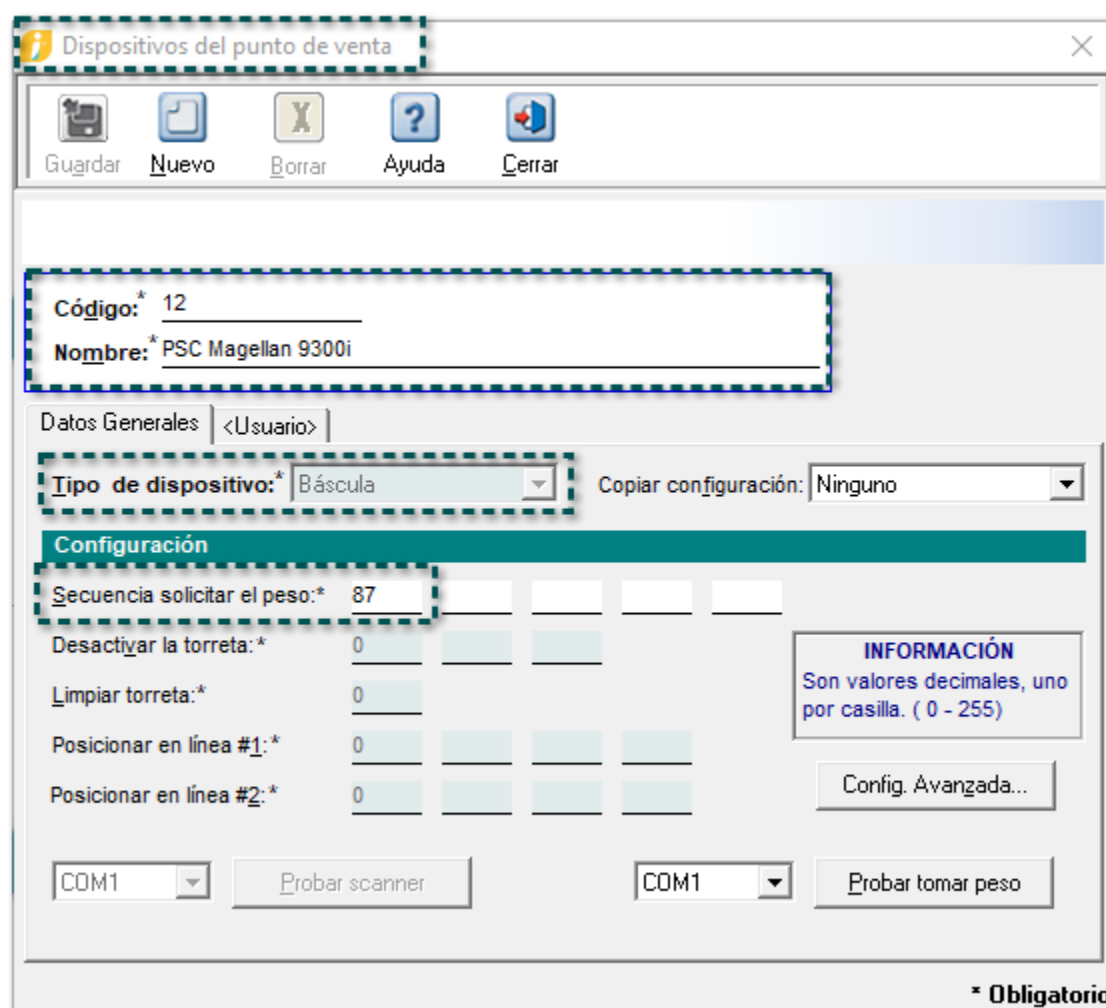 Dispositivos del punto de venta
Guardar Nuevo Borrar Ayuda Cerrar
Código:* 12
Nombre:* PSC Magellan 9300i
Datos Generales <Usuario>
Tipo de dispositivo:* Báscula Copiar configuración: Ninguno
Configuración
Secuencia solicitar el peso:* 87
Desactivar la torreta:* 0
INFORMACIÓN
Son valores decimales, uno
por casilla. ( 0 - 255)
Limpiar torreta:* 0
Posicionar en línea #1:* 0
Posicionar en línea #2:* 0
Config. Avanzada...
COM1 Probar scanner COM1 Probar tomar peso
* Obligatorio